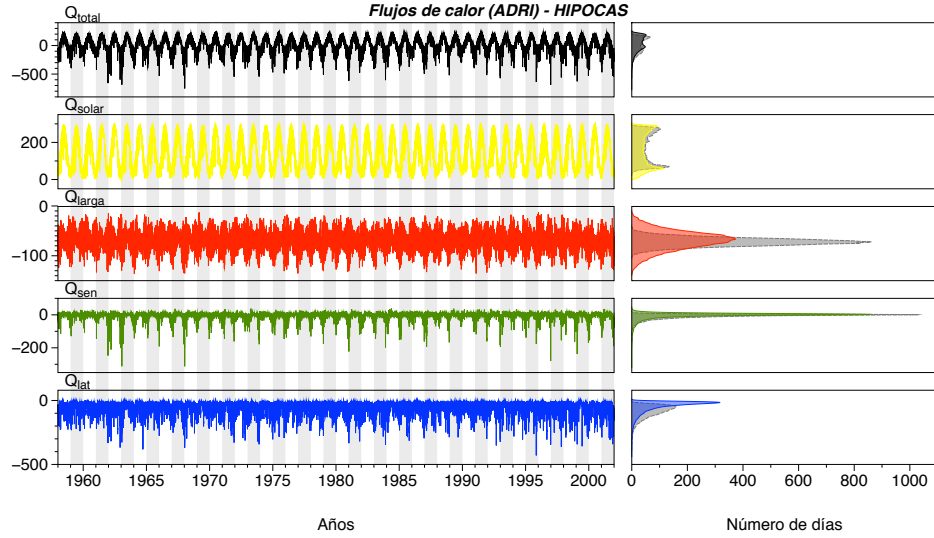 Flujos de calor (ADRI) - HIPOCAS
Qtotal
0
−500
Qsolar
200
0
Qlarga
0
−100
Qsen
0
−200
Qlat
0
−500
1960 1965 1970 1975 1980 1985 1990 1995 2000
0 200 400 600 800 1000
Años
Número de días